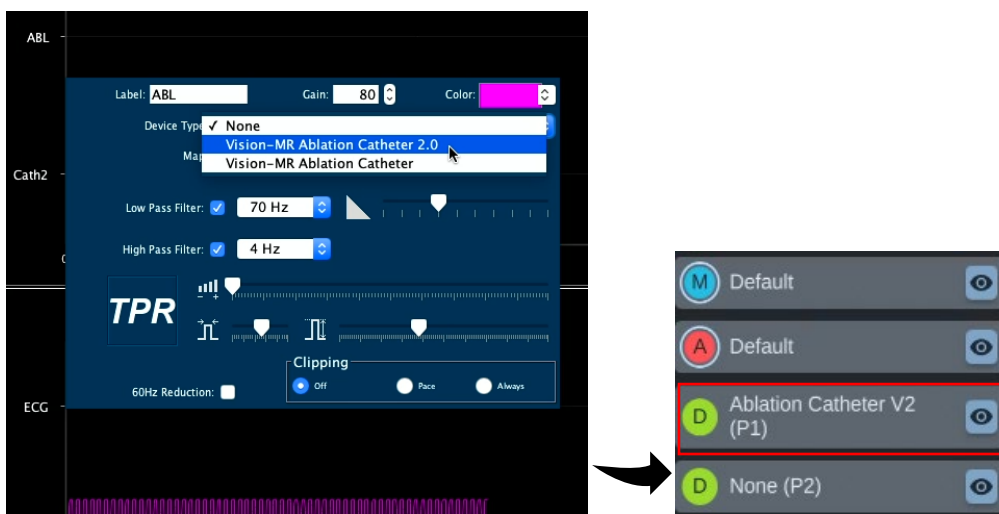 ABL
Label: ABL Gain: 80 Color:
Device Type ✓ None
Vision-MR Ablation Catheter 2.0
Map
Vision-MR Ablation Catheter
Cath2
Low Pass Filter: 70 Hz
High Pass Filter: 4 Hz
0
TPR
- +
Clipping
60Hz Reduction: Off Pace Always
ECG
M Default
A Default
D Ablation Catheter V2
(P1)
D None (P2)